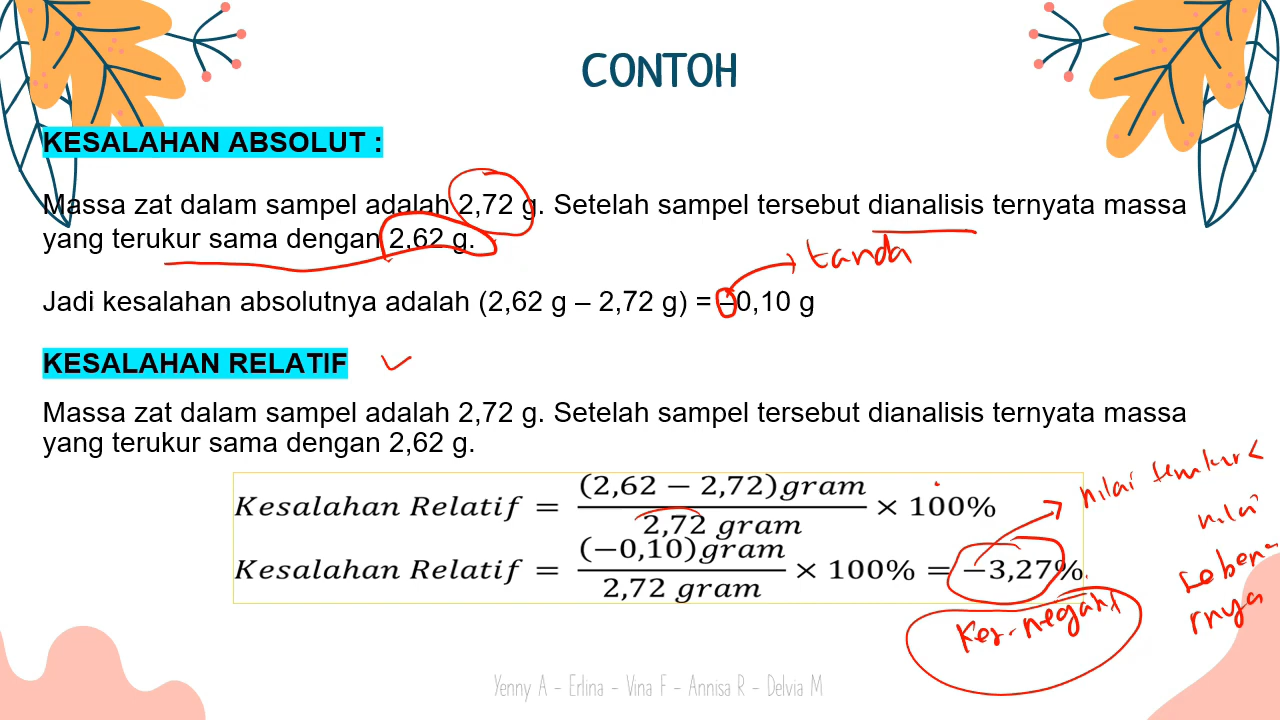 CONTOH
KESALAHAN ABSOLUT :
Massa zat dalam sampel adalah 2,72 g. Setelah sampel tersebut dianalisis ternyata massa
yang terukur sama dengan 2,62 g.
tanda
Jadi kesalahan absolutnya adalah (2,62 g – 2,72 g) = –0,10 g
KESALAHAN RELATIF
Massa zat dalam sampel adalah 2,72 g. Setelah sampel tersebut dianalisis ternyata massa
yang terukur sama dengan 2,62 g.
Kesalahan Relatif = (2,62 − 2,72)gram / 2,72 gram × 100%
Kesalahan Relatif = (−0,10)gram / 2,72 gram × 100% = −3,27%
nilai terukur <
nilai
seben-
rnya
Kes. negatif
Yenny A - Erlina - Vina F - Annisa R - Delvia M